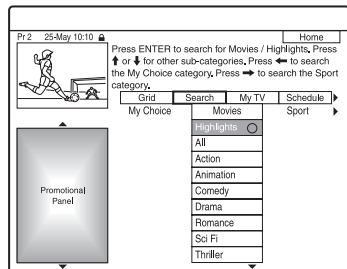 Pr 2 25-May 10:10
Home
Press ENTER to search for Movies / Highlights. Press
↑ or ↓ for other sub-categories. Press ← to search
the My Choice category. Press → to search the Sport
category.
Grid Search My TV Schedule
My Choice Movies Sport
Highlights
All
Action
Animation
Comedy
Drama
Romance
Sci Fi
Thriller
Promotional
Panel